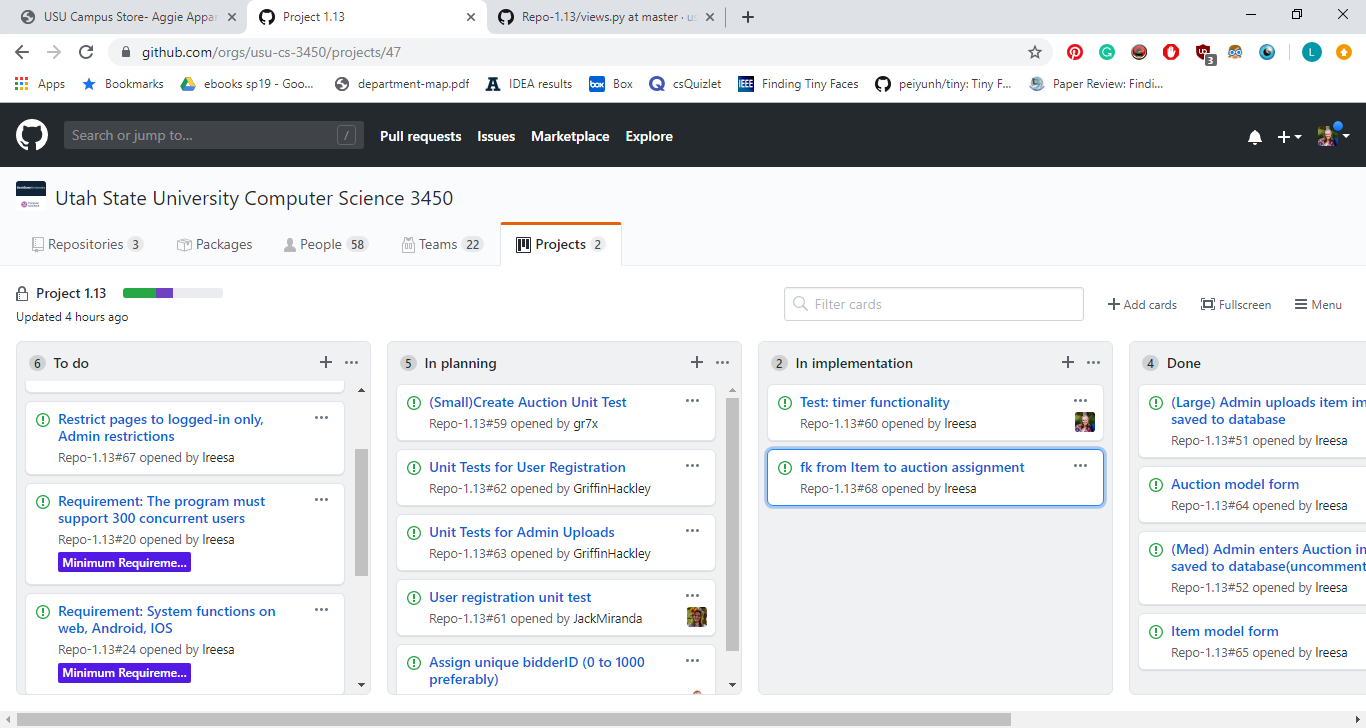 USU Campus Store- Aggie Appar
Project 1.13
Repo-1.13/views.py at master · us
github.com/orgs/usu-cs-3450/projects/47
3
L
Apps
Bookmarks
ebooks sp19 - Goo...
department-map.pdf
IDEA results
box
Box
csQuizlet
IEEE
Finding Tiny Faces
peiyunh/tiny: Tiny F...
Paper Review: Findi...
Search or jump to...
/
Pull requests
Issues
Marketplace
Explore
Utah State University Computer Science 3450
Repositories 3
Packages
People 58
Teams 22
Projects 2
Project 1.13
Updated 4 hours ago
Filter cards
Add cards
Fullscreen
Menu
6 To do
Restrict pages to logged-in only,
Admin restrictions
Repo-1.13#67 opened by lreesa
Requirement: The program must
support 300 concurrent users
Repo-1.13#20 opened by lreesa
Minimum Requireme...
Requirement: System functions on
web, Android, IOS
Repo-1.13#24 opened by lreesa
Minimum Requireme...
5 In planning
(Small)Create Auction Unit Test
Repo-1.13#59 opened by gr7x
Unit Tests for User Registration
Repo-1.13#62 opened by GriffinHackley
Unit Tests for Admin Uploads
Repo-1.13#63 opened by GriffinHackley
User registration unit test
Repo-1.13#61 opened by JackMiranda
Assign unique bidderID (0 to 1000
preferably)
2 In implementation
Test: timer functionality
Repo-1.13#60 opened by lreesa
fk from Item to auction assignment
Repo-1.13#68 opened by lreesa
4 Done
(Large) Admin uploads item im
saved to database
Repo-1.13#51 opened by lreesa
Auction model form
Repo-1.13#64 opened by lreesa
(Med) Admin enters Auction in
saved to database(uncomment
Repo-1.13#52 opened by lreesa
Item model form
Repo-1.13#65 opened by lreesa